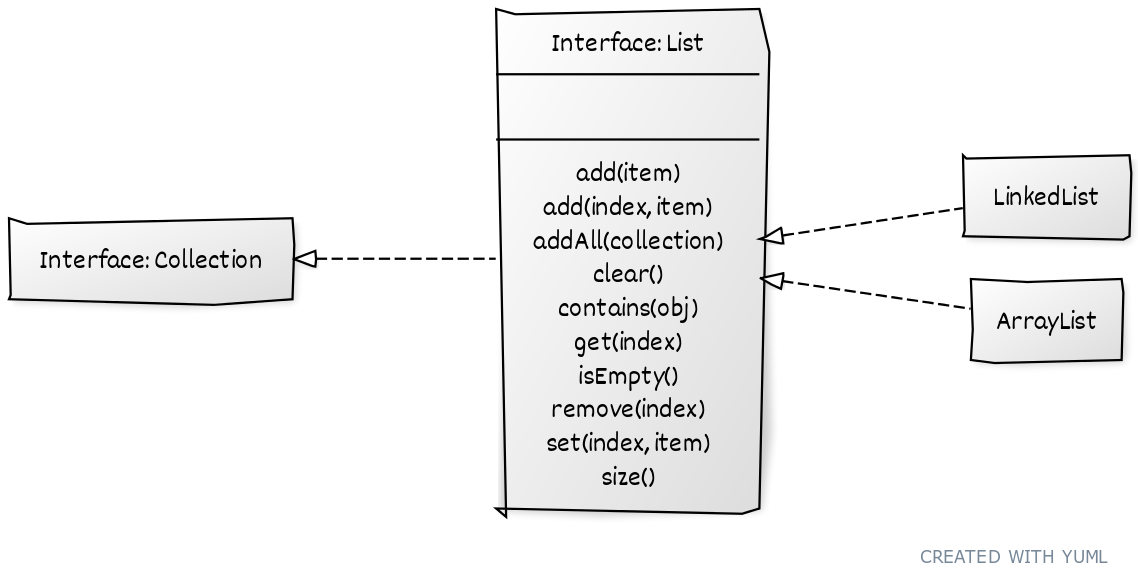 Interface: List
add(item)
add(index, item)
addAll(collection)
clear()
contains(obj)
get(index)
isEmpty()
remove(index)
set(index, item)
size()
Interface: Collection
LinkedList
ArrayList
CREATED WITH YUML